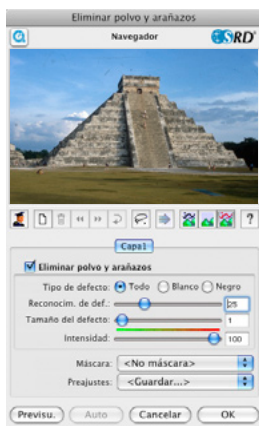 Eliminar polvo y arañazos
Navegador
SRD
?
Capa1
Eliminar polvo y arañazos
Tipo de defecto: Todo Blanco Negro
Reconocim. de def.: 25
Tamaño del defecto: 1
Intensidad: 100
Máscara: <No máscara>
Preajustes: <Guardar...>
Previsu. Auto Cancelar OK